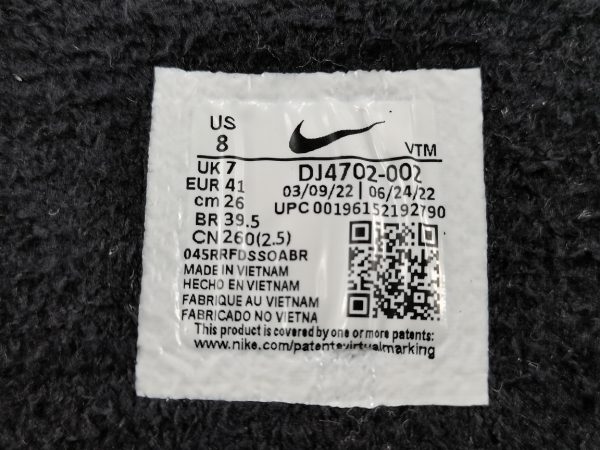 US
8
VTM
UK 7
DJ4702-002
EUR 41
03/09/22 | 06/24/22
cm 26
UPC 00196152192790
BR 39.5
CN 260(2.5)
045RRFDSSOABR
MADE IN VIETNAM
HECHO EN VIETNAM
FABRIQUE AU VIETNAM
FABRICADO NO VIETNA
This product is covered by one or more patents:
www.nike.com/patentsvirtualmarking